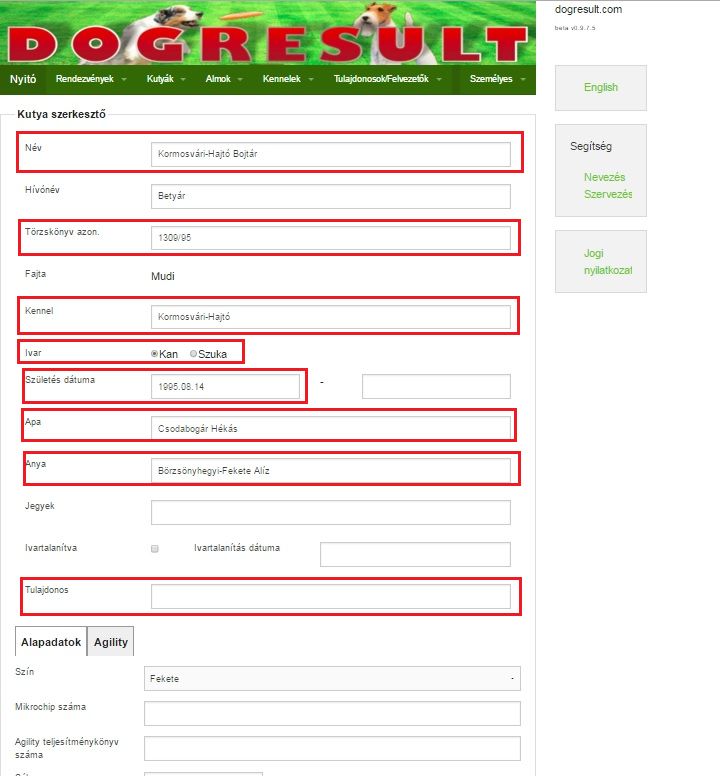 DOGRESULT
dogresult.com
beta v0.9.7.5
Nyitó Rendezvények Kutyák Almok Kennelek Tulajdonosok/Felvezetők Személyes
English
Segítség
Nevezés
Szervezés
Jogi
nyilatkozat
Kutya szerkesztő
Név Kormosvári-Hajtó Bojtár
Hívónév Betyár
Törzskönyv azon. 1309/95
Fajta Mudi
Kennel Kormosvári-Hajtó
Ivar Kan Szuka
Születés dátuma 1995.08.14 -
Apa Csodabogár Hékás
Anya Börzsönyhegyi-Fekete Alíz
Jegyek
Ivartalanítva Ivartalanítás dátuma
Tulajdonos
Alapadatok Agility
Szín Fekete -
Mikrochip száma
Agility teljesítménykönyv
száma